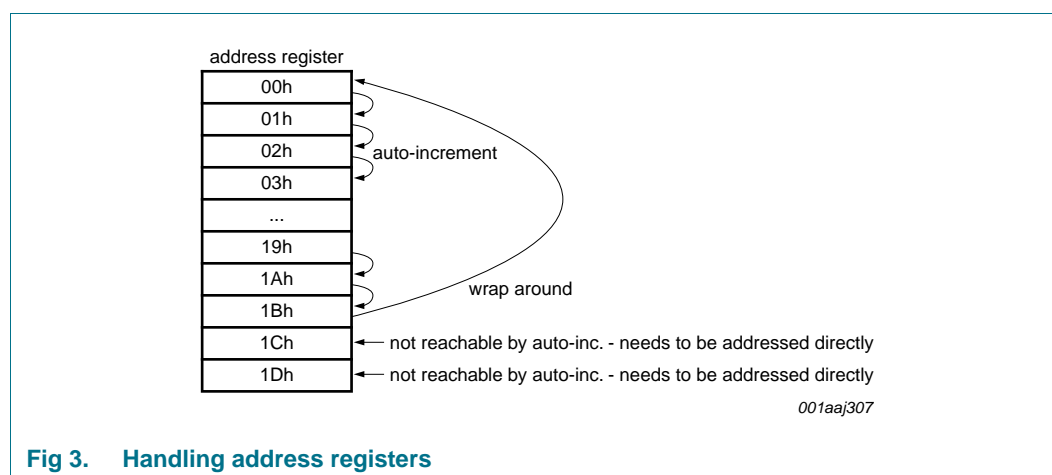 address register
00h
01h
02h
auto-increment
03h
...
19h
1Ah
wrap around
1Bh
1Ch
not reachable by auto-inc. - needs to be addressed directly
1Dh
not reachable by auto-inc. - needs to be addressed directly
001aaj307
Fig 3. Handling address registers